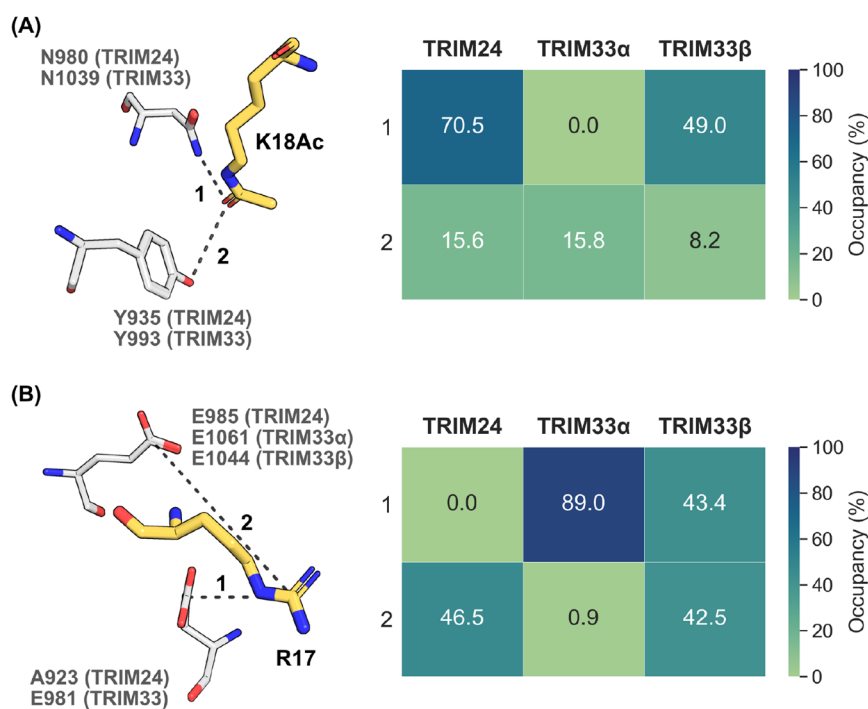 (A)
N980 (TRIM24)
N1039 (TRIM33)
K18Ac
1
2
Y935 (TRIM24)
Y993 (TRIM33)
TRIM24 TRIM33α TRIM33β
1 70.5 0.0 49.0
2 15.6 15.8 8.2
100
80
60
40
20
0
Occupancy (%)
(B)
E985 (TRIM24)
E1061 (TRIM33α)
E1044 (TRIM33β)
2
1
R17
A923 (TRIM24)
E981 (TRIM33)
TRIM24 TRIM33α TRIM33β
1 0.0 89.0 43.4
2 46.5 0.9 42.5
100
80
60
40
20
0
Occupancy (%)